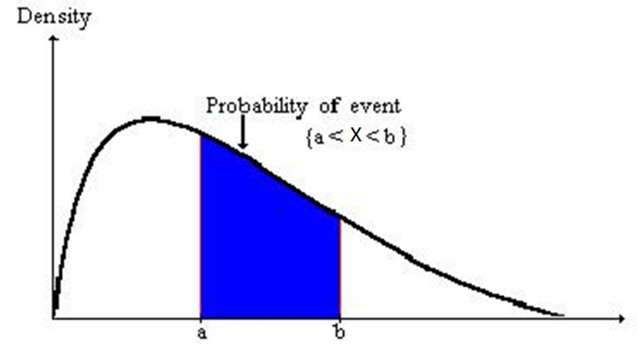 Density
Probability of event
{a < X < b }
a
b